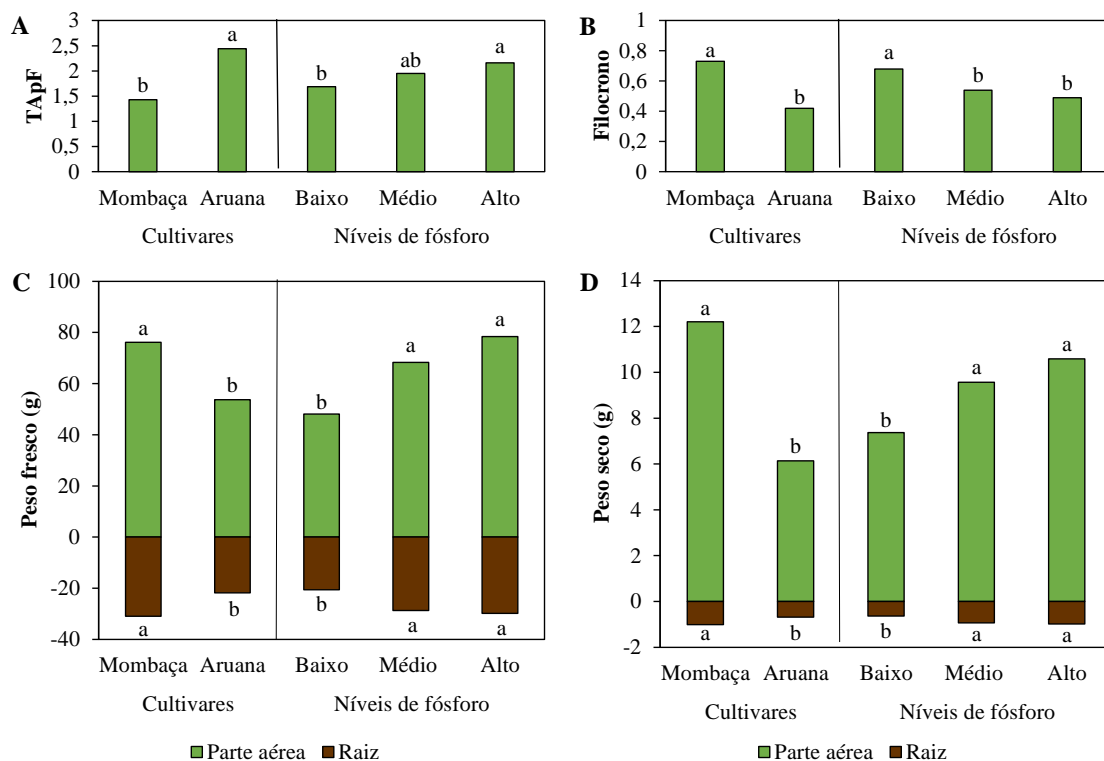 A
TApF
3
2,5
2
1,5
1
0,5
0
b
a
b
ab
a
Mombaça Aruana Baixo Médio Alto
Cultivares Níveis de fósforo
B
Filocrono
1
0,8
0,6
0,4
0,2
0
a
b
a
b
b
Mombaça Aruana Baixo Médio Alto
Cultivares Níveis de fósforo
C
Peso fresco (g)
100
80
60
40
20
0
-20
-40
a
b
b
a
a
a
b
b
a
a
Mombaça Aruana Baixo Médio Alto
Cultivares Níveis de fósforo
Parte aérea Raiz
D
Peso seco (g)
14
12
10
8
6
4
2
0
-2
a
b
b
a
a
a
b
b
a
a
Mombaça Aruana Baixo Médio Alto
Cultivares Níveis de fósforo
Parte aérea Raiz